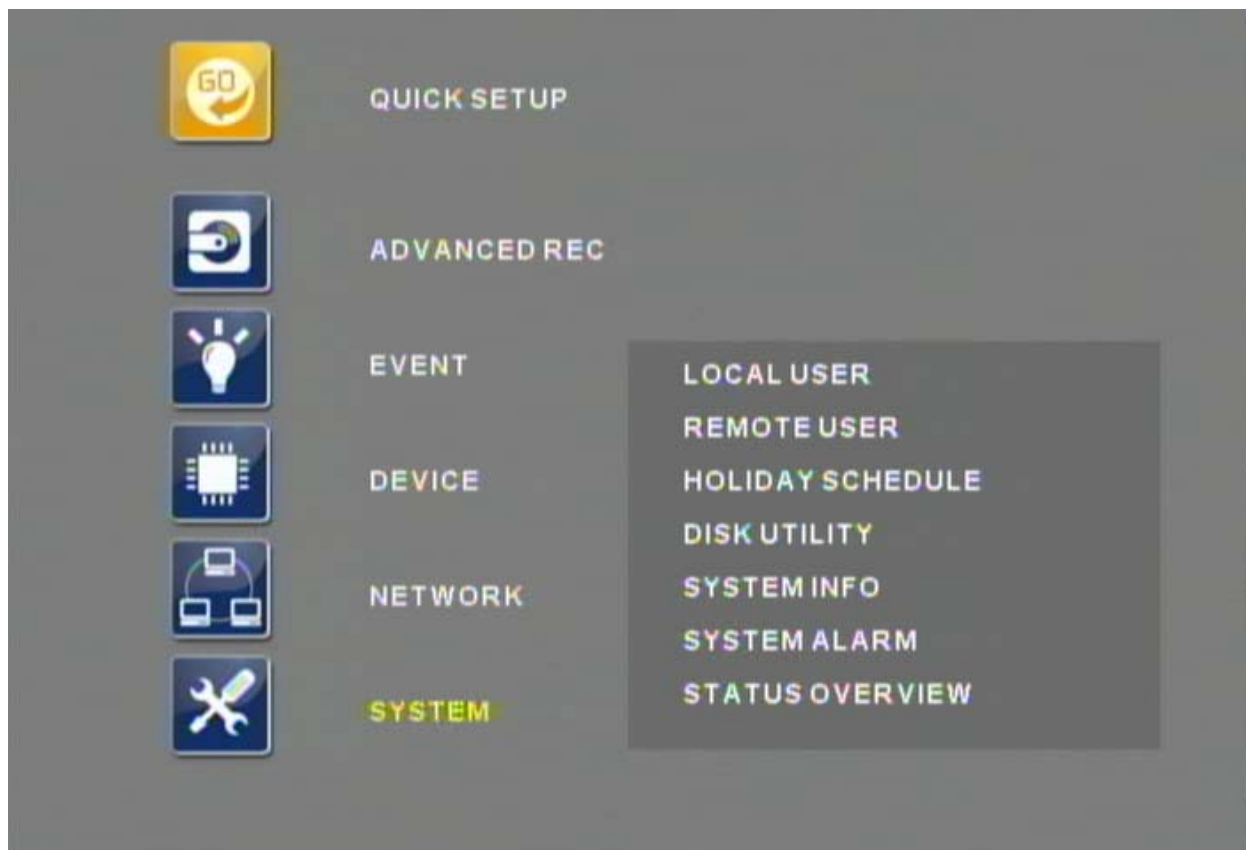 GO
QUICK SETUP
ADVANCED REC
EVENT
DEVICE
NETWORK
SYSTEM
LOCAL USER
REMOTE USER
HOLIDAY SCHEDULE
DISK UTILITY
SYSTEM INFO
SYSTEM ALARM
STATUS OVERVIEW